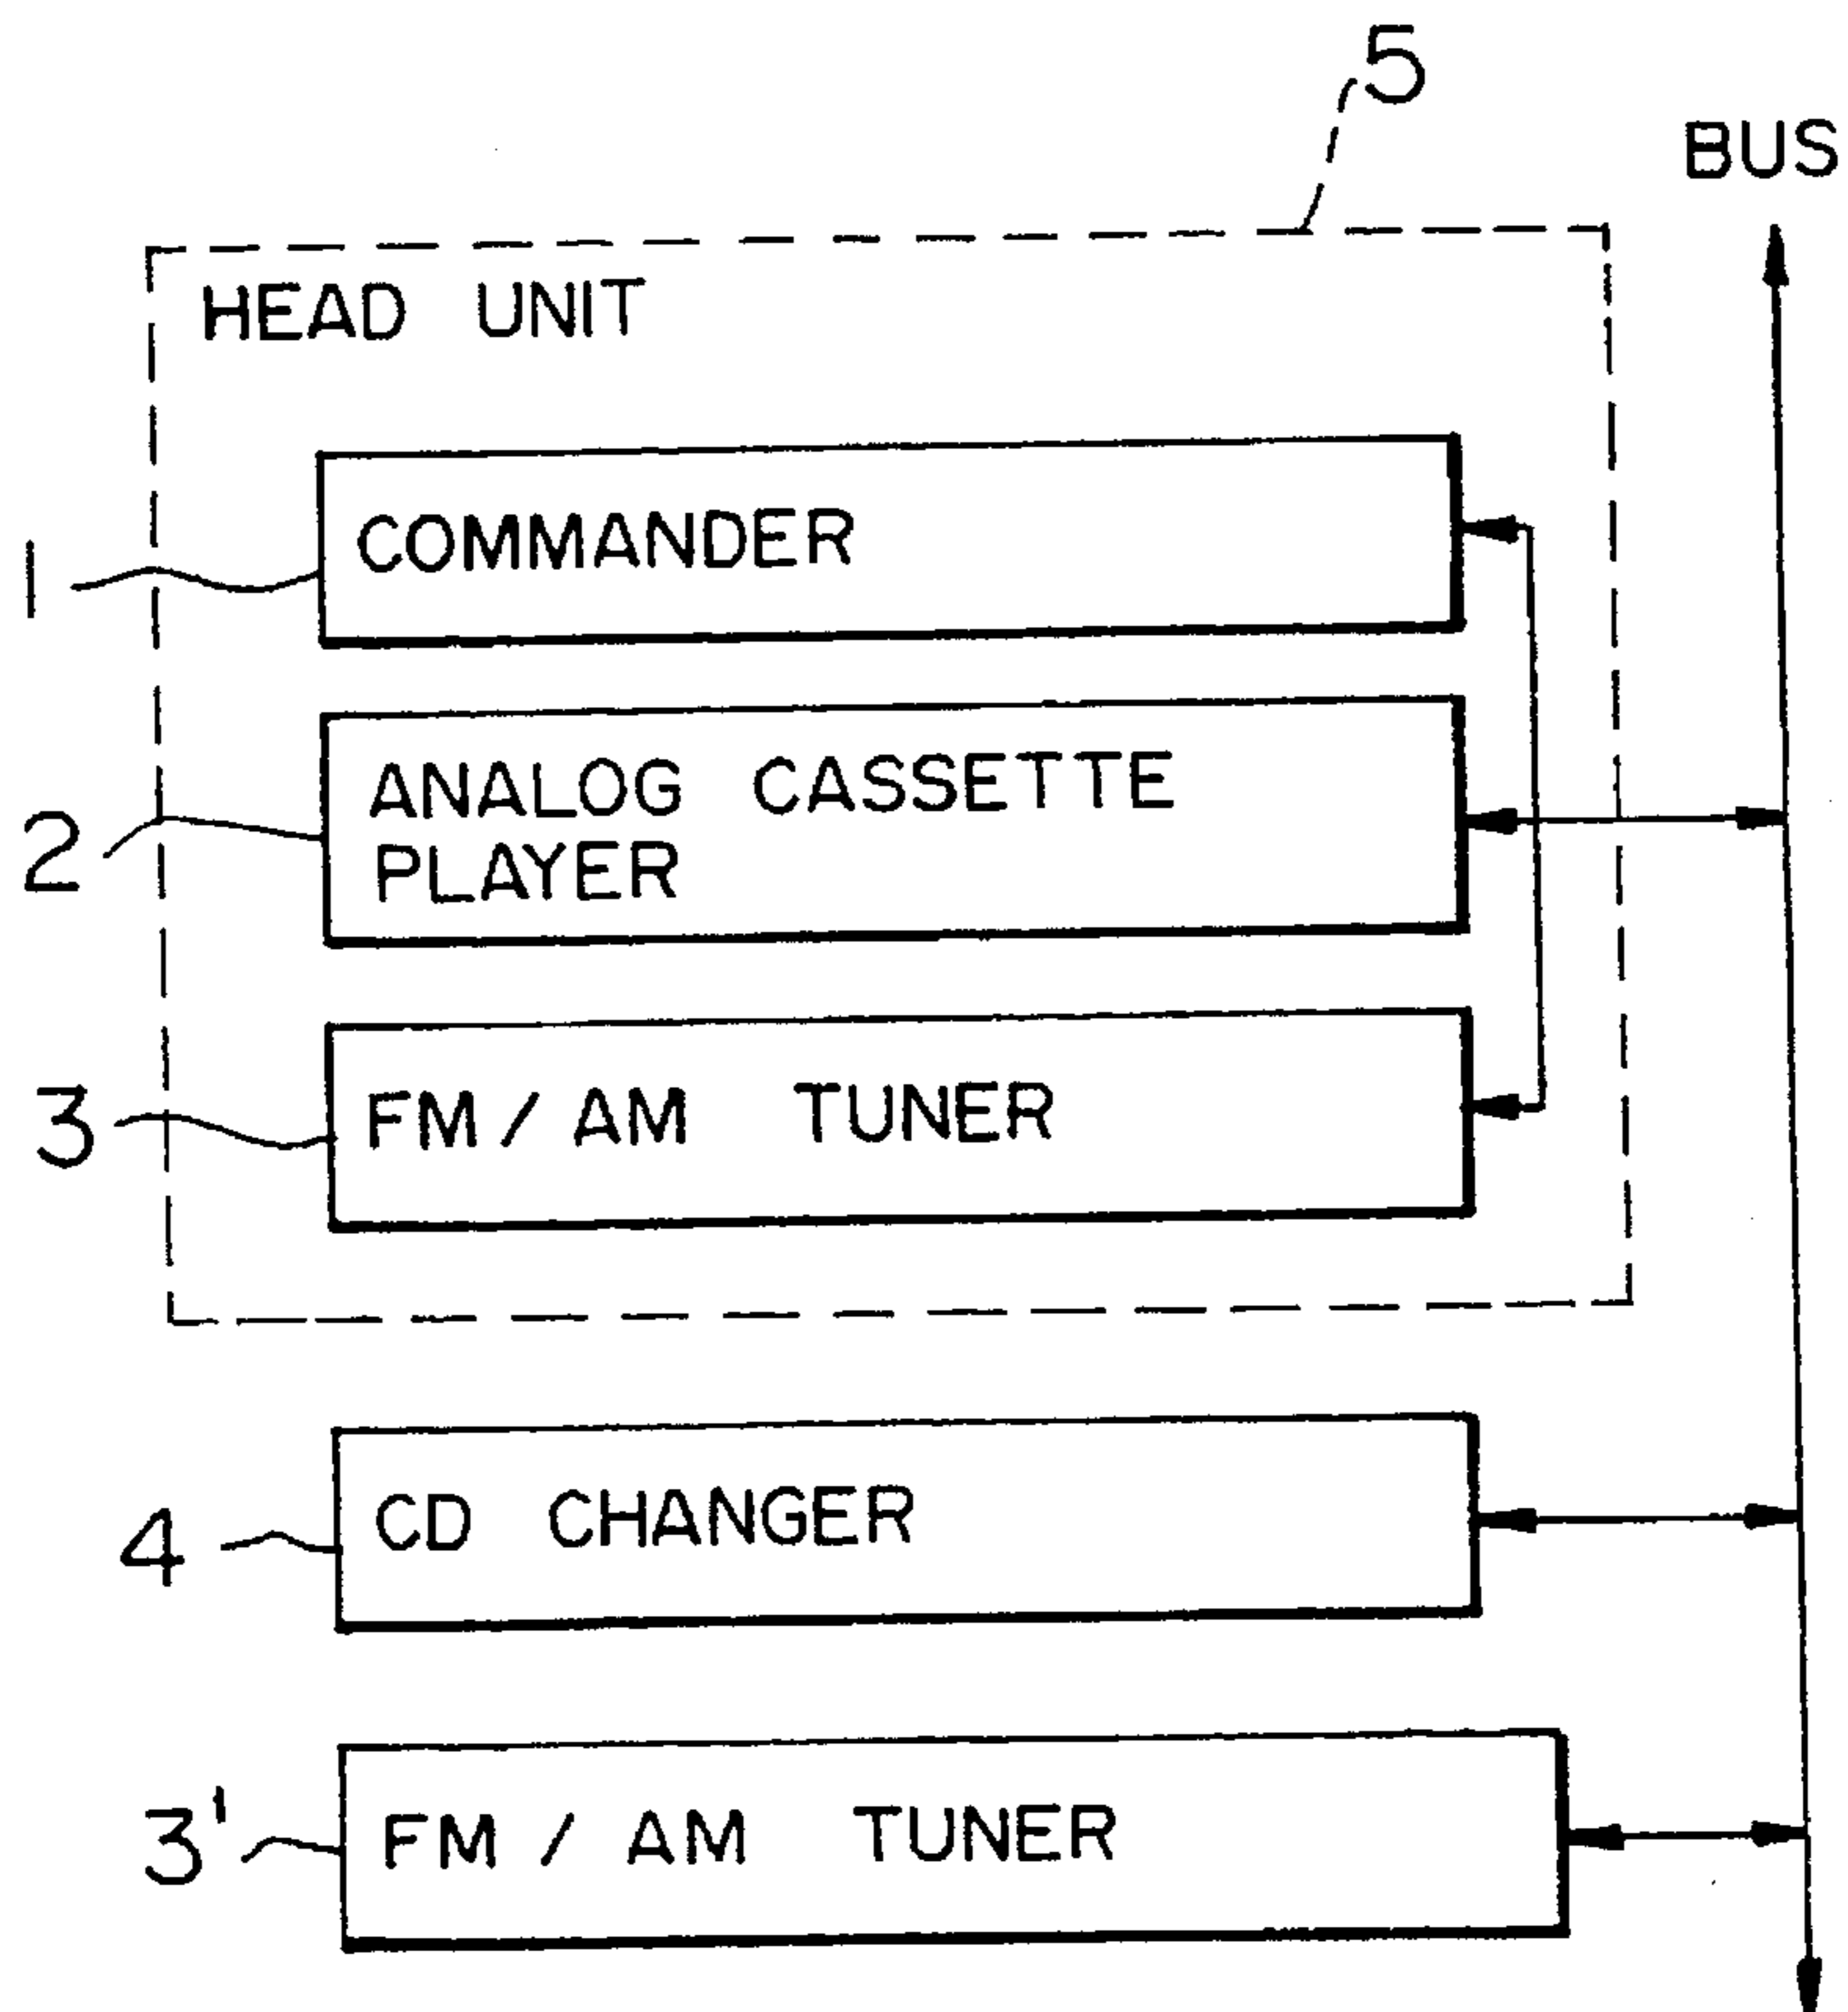 5
BUS
HEAD UNIT
1
COMMANDER
2
ANALOG CASSETTE
PLAYER
3
FM / AM TUNER
4
CD CHANGER
3'
FM / AM TUNER